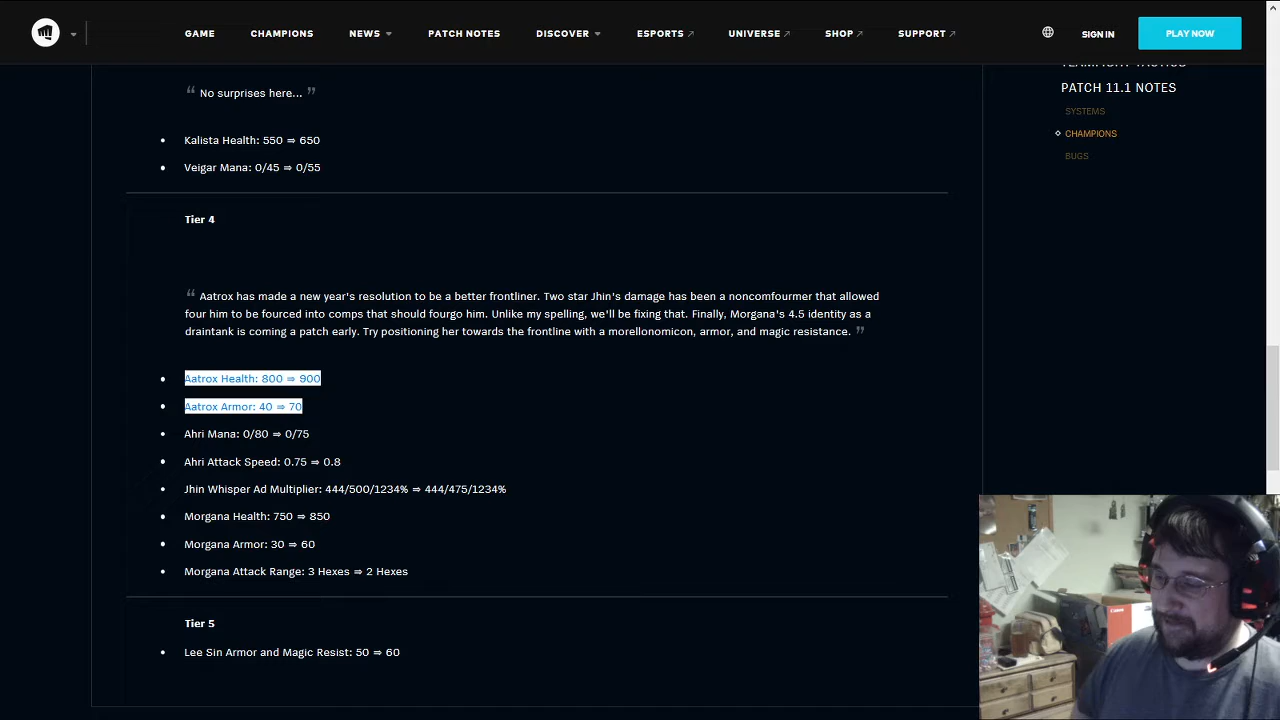 GAME CHAMPIONS NEWS PATCH NOTES DISCOVER ESPORTS UNIVERSE SHOP SUPPORT SIGN IN PLAY NOW
TEAMFIGHT TACTICS
PATCH 11.1 NOTES
SYSTEMS
CHAMPIONS
BUGS
“ No surprises here... ”
• Kalista Health: 550 ⇒ 650
• Veigar Mana: 0/45 ⇒ 0/55
Tier 4
“ Aatrox has made a new year's resolution to be a better frontliner. Two star Jhin's damage has been a noncomfourmer that allowed
four him to be fourced into comps that should fourgo him. Unlike my spelling, we'll be fixing that. Finally, Morgana's 4.5 identity as a
draintank is coming a patch early. Try positioning her towards the frontline with a morellonomicon, armor, and magic resistance. ”
• Aatrox Health: 800 ⇒ 900
• Aatrox Armor: 40 ⇒ 70
• Ahri Mana: 0/80 ⇒ 0/75
• Ahri Attack Speed: 0.75 ⇒ 0.8
• Jhin Whisper Ad Multiplier: 444/500/1234% ⇒ 444/475/1234%
• Morgana Health: 750 ⇒ 850
• Morgana Armor: 30 ⇒ 60
• Morgana Attack Range: 3 Hexes ⇒ 2 Hexes
Tier 5
• Lee Sin Armor and Magic Resist: 50 ⇒ 60
Canon